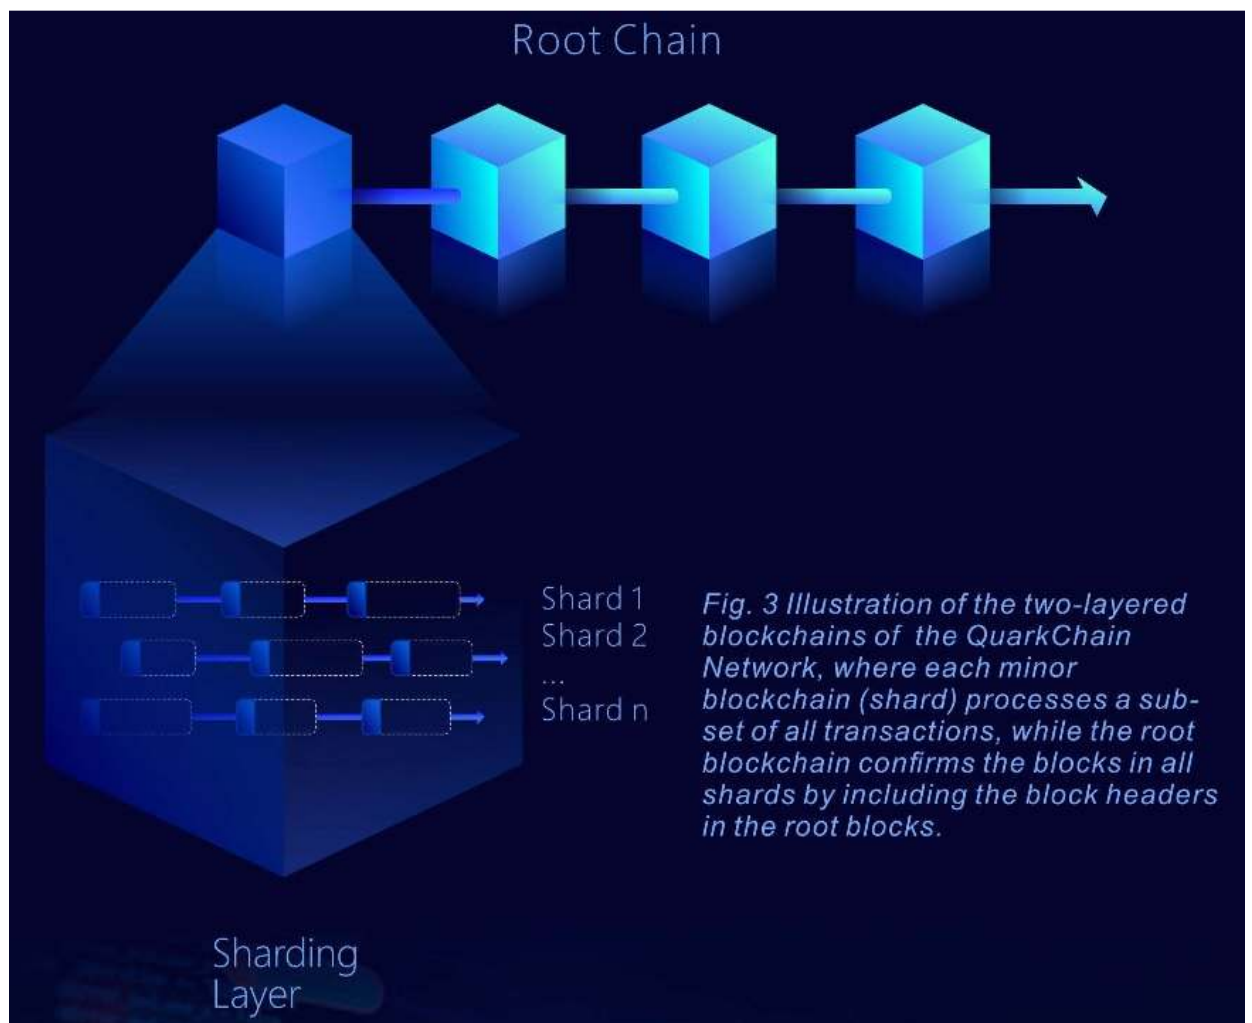 Root Chain
Shard 1
Shard 2
...
Shard n
Fig. 3 Illustration of the two-layered
blockchains of the QuarkChain
Network, where each minor
blockchain (shard) processes a sub-
set of all transactions, while the root
blockchain confirms the blocks in all
shards by including the block headers
in the root blocks.
Sharding
Layer